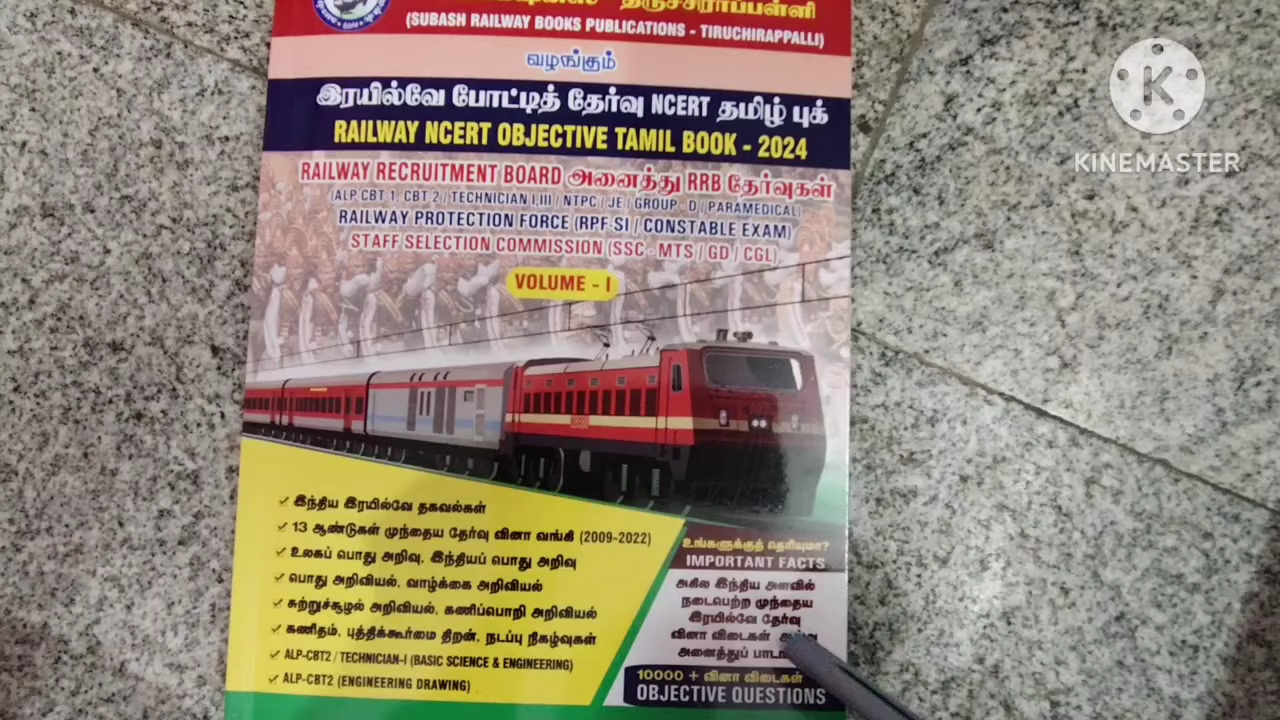 திருச்சிராப்பள்ளி
(SUBASH RAILWAY BOOKS PUBLICATIONS - TIRUCHIRAPPALLI)
வழங்கும்
இரயில்வே போட்டித் தேர்வு NCERT தமிழ் புக்
RAILWAY NCERT OBJECTIVE TAMIL BOOK - 2024
RAILWAY RECRUITMENT BOARD அனைத்து RRB தேர்வுகள்
(ALP CBT 1, CBT-2 / TECHNICIAN I,III / NTPC / JE / GROUP - D / PARAMEDICAL)
RAILWAY PROTECTION FORCE (RPF-SI / CONSTABLE EXAM)
STAFF SELECTION COMMISSION (SSC - MTS / GD / CGL)
VOLUME - I
✓ இந்திய இரயில்வே தகவல்கள்
✓ 13 ஆண்டுகள் முந்தைய தேர்வு வினா வங்கி (2009-2022)
✓ உலகப் பொது அறிவு, இந்தியப் பொது அறிவு
✓ பொது அறிவியல், வாழ்க்கை அறிவியல்
✓ சுற்றுச்சூழல் அறிவியல், கணிப்பொறி அறிவியல்
✓ கணிதம், புத்திக்கூர்மை திறன், நடப்பு நிகழ்வுகள்
✓ ALP-CBT2 / TECHNICIAN-I (BASIC SCIENCE & ENGINEERING)
✓ ALP-CBT2 (ENGINEERING DRAWING)
உங்களுக்குத் தெரியுமா?
IMPORTANT FACTS
அகில இந்திய அளவில்
நடைபெற்ற முந்தைய
இரயில்வே தேர்வு
வினா விடைகள்
அனைத்துப்
10000 + வினா விடைகள்
OBJECTIVE QUESTIONS
K
KINEMASTER